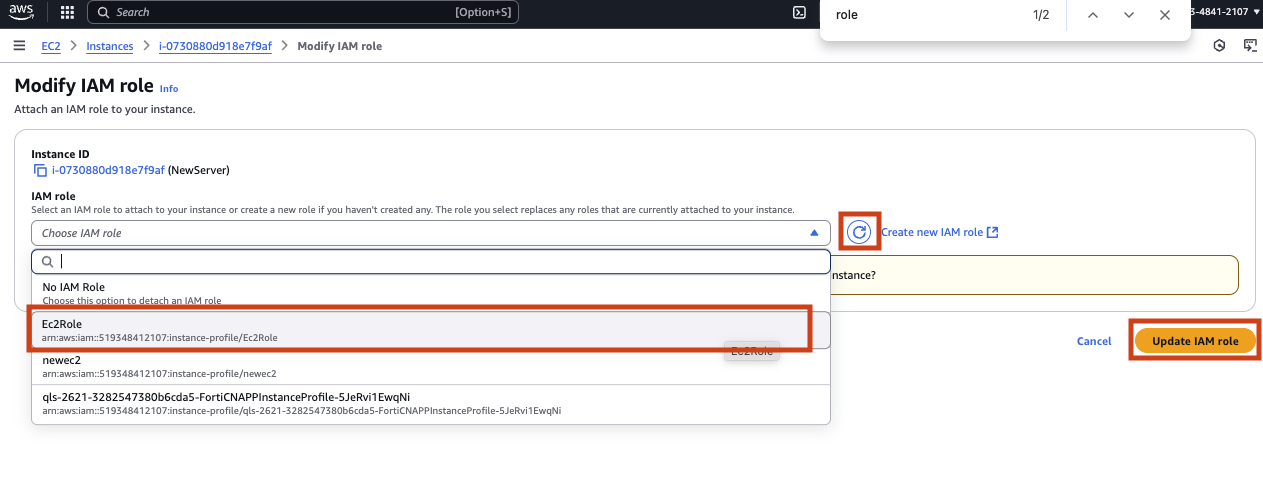 aws
Search
[Option+S]
role
1/2
3-4841-2107
EC2
Instances
i-0730880d918e7f9af
Modify IAM role
Modify IAM role Info
Attach an IAM role to your instance.
Instance ID
i-0730880d918e7f9af (NewServer)
IAM role
Select an IAM role to attach to your instance or create a new role if you haven't created any. The role you select replaces any roles that are currently attached to your instance.
Choose IAM role
Create new IAM role
nstance?
No IAM Role
Choose this option to detach an IAM role
Ec2Role
arn:aws:iam::519348412107:instance-profile/Ec2Role
Ec2Role
newec2
arn:aws:iam::519348412107:instance-profile/newec2
qls-2621-3282547380b6cda5-FortiCNAPPInstanceProfile-5JeRvi1EwqNi
arn:aws:iam::519348412107:instance-profile/qls-2621-3282547380b6cda5-FortiCNAPPInstanceProfile-5JeRvi1EwqNi
Cancel
Update IAM role